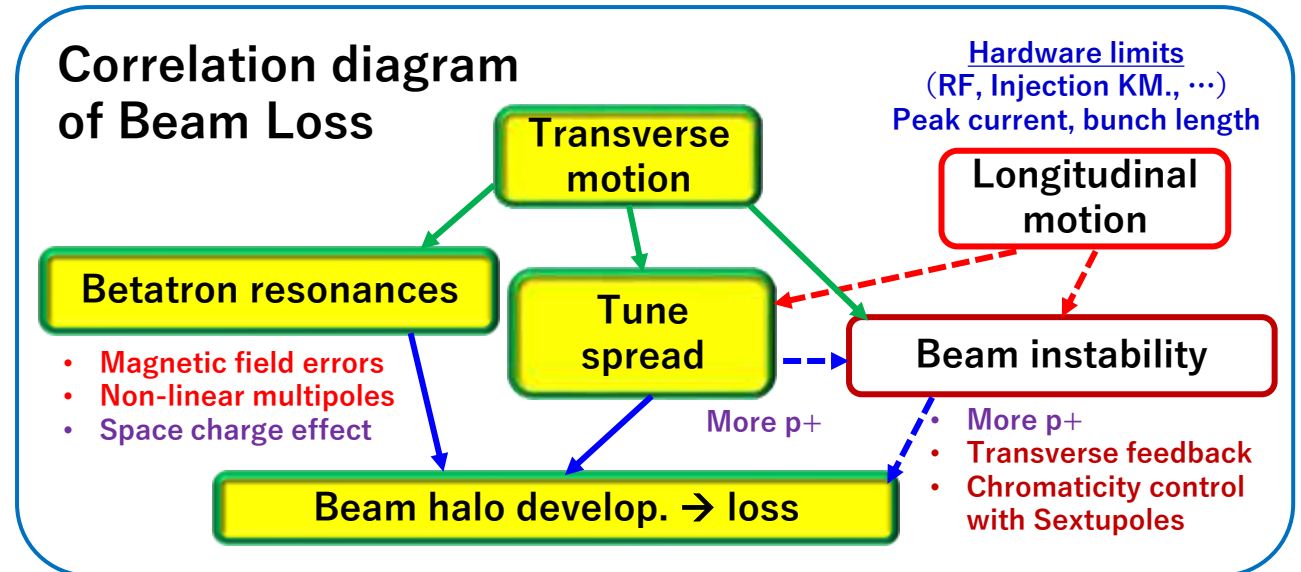 Correlation diagram
of Beam Loss
Hardware limits
（RF, Injection KM., ⋯）
Peak current, bunch length
Transverse
motion
Longitudinal
motion
Betatron resonances
Tune
spread
Beam instability
• Magnetic field errors
• Non-linear multipoles
• Space charge effect
More p+
• More p+
• Transverse feedback
• Chromaticity control
with Sextupoles
Beam halo develop. → loss